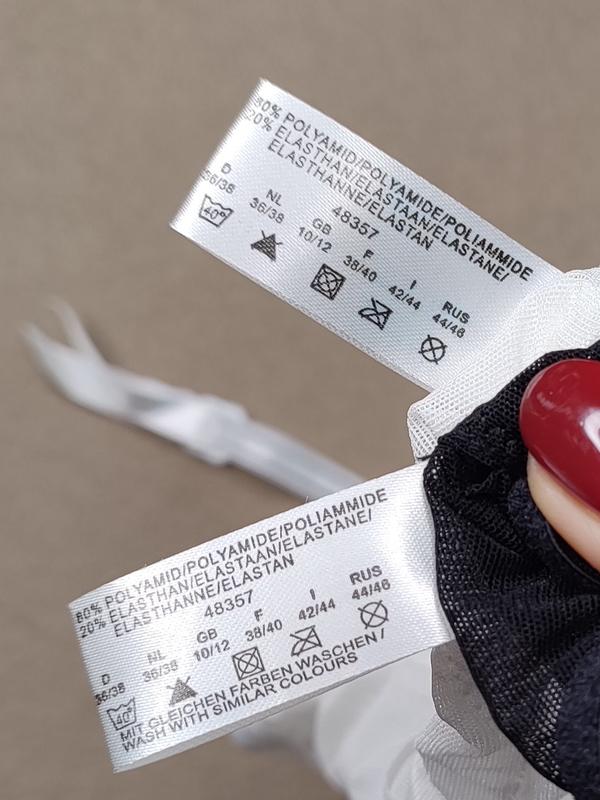 80% POLYAMID/POLYAMIDE/POLIAMMIDE
20% ELASTHAN/ELASTAAN/ELASTANE/
ELASTHANNE/ELASTAN
48357
D NL GB F I RUS
36/38 36/38 10/12 38/40 42/44 44/46
40°
80% POLYAMID/POLYAMIDE/POLIAMMIDE
20% ELASTHAN/ELASTAAN/ELASTANE/
ELASTHANNE/ELASTAN
48357
D NL GB F I RUS
36/38 36/38 10/12 38/40 42/44 44/46
40°
MIT GLEICHEN FARBEN WASCHEN /
WASH WITH SIMILAR COLOURS